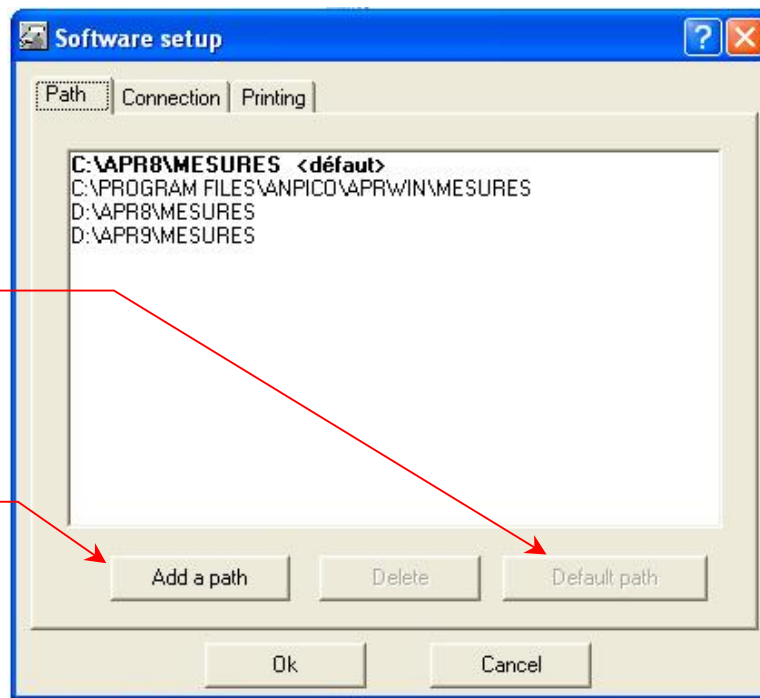 Software setup
Path Connection Printing
C:\APR8\MESURES <défaut>
C:\PROGRAM FILES\ANPICO\APRWIN\MESURES
D:\APR8\MESURES
D:\APR9\MESURES
Add a path Delete Default path
Ok Cancel